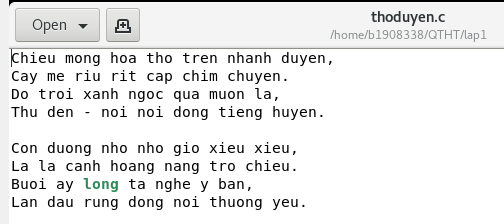 Open
thoduyen.c
/home/b1908338/QTHT/lap1
Chieu mong hoa tho tren nhanh duyen,
Cay me riu rit cap chim chuyen.
Do troi xanh ngoc qua muon la,
Thu den - noi noi dong tieng huyen.

Con duong nho nho gio xieu xieu,
La la canh hoang nang tro chieu.
Buoi ay long ta nghe y ban,
Lan dau rung dong noi thuong yeu.